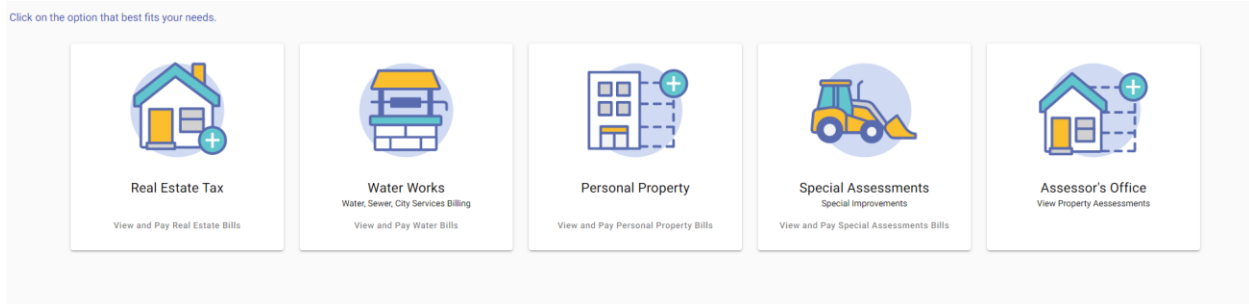 Click on the option that best fits your needs.
Real Estate Tax
View and Pay Real Estate Bills
Water Works
Water, Sewer, City Services Billing
View and Pay Water Bills
Personal Property
View and Pay Personal Property Bills
Special Assessments
Special Improvements
View and Pay Special Assessments Bills
Assessor's Office
View Property Aessessments